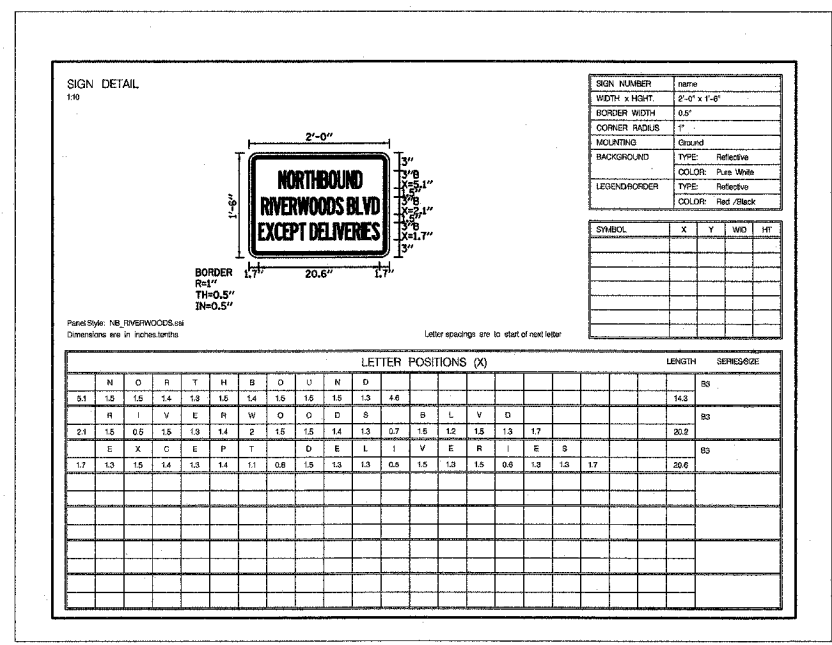 SIGN DETAIL
1:10
SIGN NUMBER name
WIDTH x HGHT. 2'-0" x 1'-6"
BORDER WIDTH 0.5"
CORNER RADIUS 1"
MOUNTING Ground
BACKGROUND TYPE: Reflective
COLOR: Pure White
LEGEND/BORDER TYPE: Reflective
COLOR: Red /Black
SYMBOL X Y WID HT
2'-0"
1'-6"
NORTHBOUND
RIVERWOODS BLVD
EXCEPT DELIVERIES
3"
3"B
X=5.1"
3"B
X=2.1"
3"B
X=1.7"
3"
1.7" 20.6" 1.7"
BORDER
R=1"
TH=0.5"
IN=0.5"
Panel Style: NB_RIVERWOODS.ssi
Dimensions are in inches.tenths
Letter spacings are to start of next letter
LETTER POSITIONS (X) LENGTH SERIES/SIZE
N O R T H B O U N D B3
5.1 1.5 1.5 1.4 1.3 1.5 1.4 1.5 1.5 1.5 1.3 4.6 14.3
R I V E R W O O D S B L V D B3
2.1 1.5 0.5 1.5 1.3 1.4 2 1.5 1.5 1.4 1.3 0.7 1.5 1.2 1.5 1.3 1.7 20.2
E X C E P T D E L I V E R I E S B3
1.7 1.3 1.5 1.4 1.3 1.4 1.1 0.8 1.5 1.3 1.3 0.5 1.5 1.3 1.5 0.6 1.3 1.3 1.7 20.6